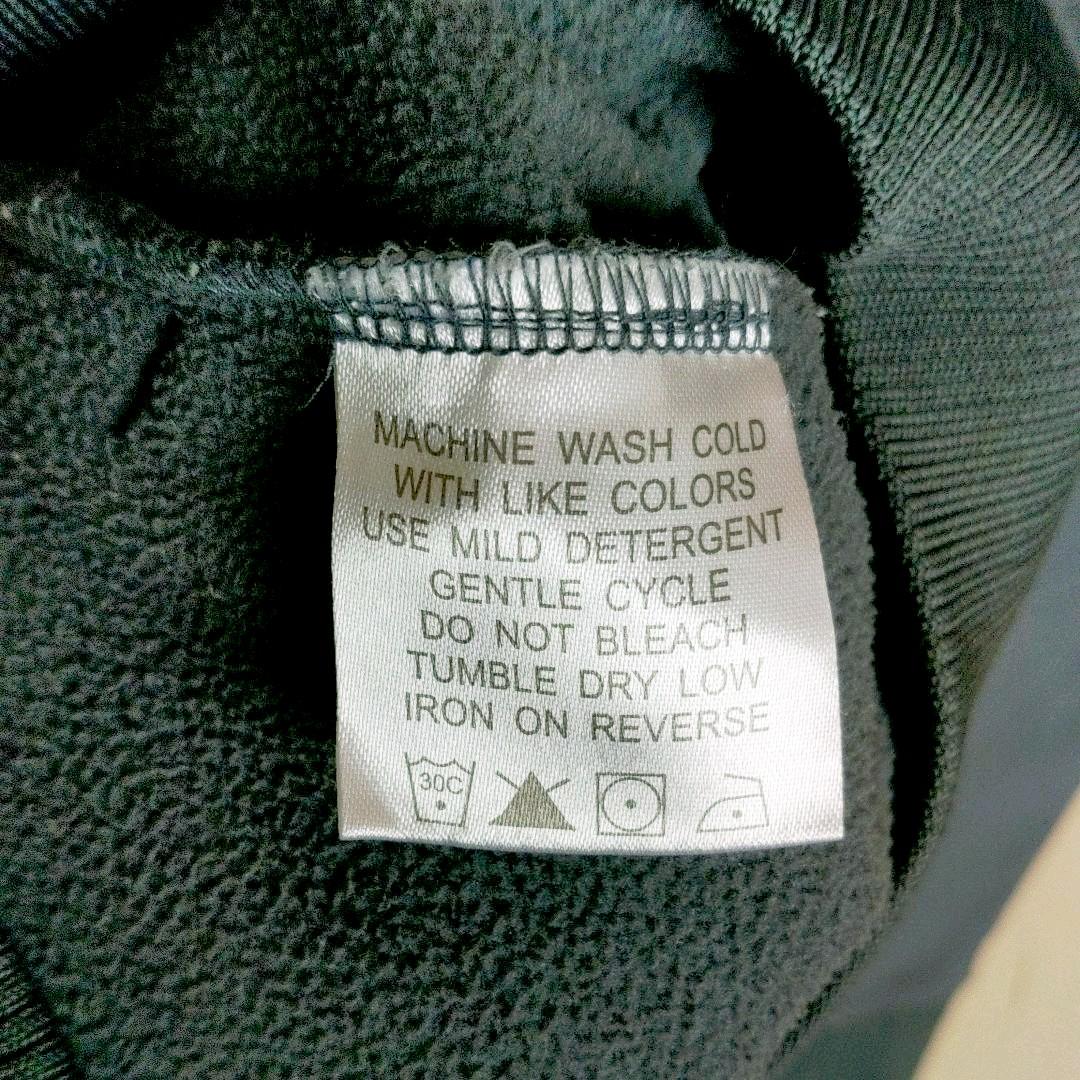 MACHINE WASH COLD
WITH LIKE COLORS
USE MILD DETERGENT
GENTLE CYCLE
DO NOT BLEACH
TUMBLE DRY LOW
IRON ON REVERSE
30C